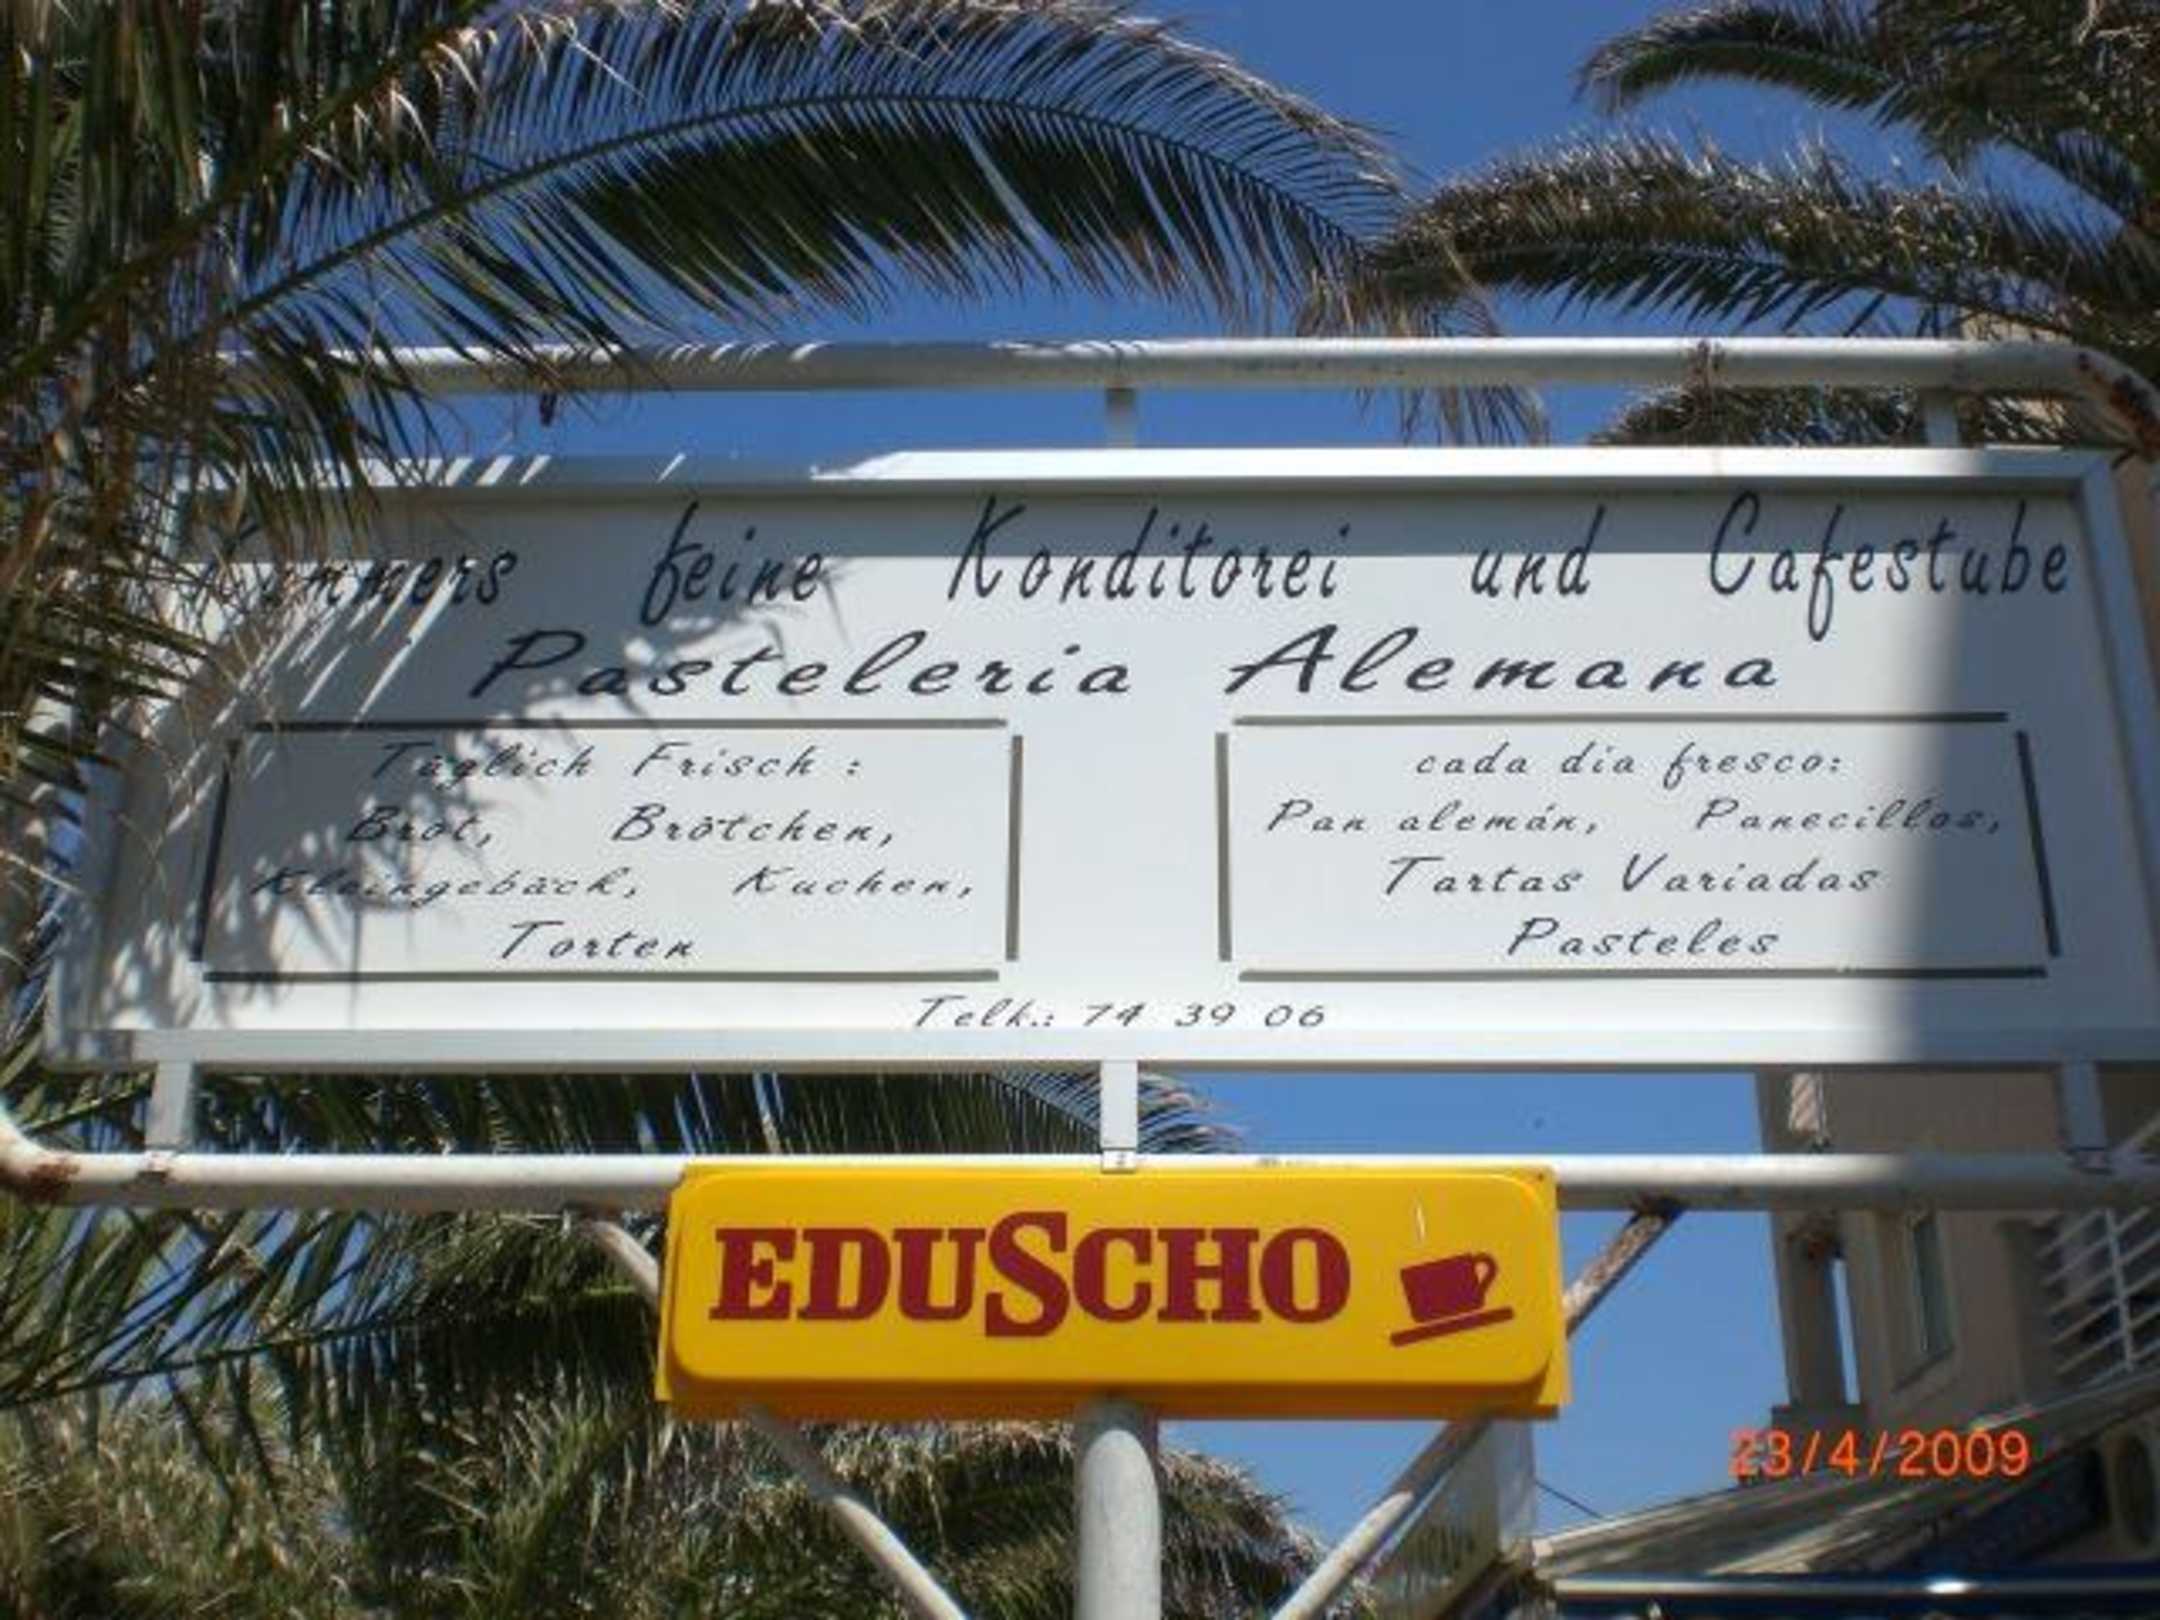 feine Konditorei und Cafestube
Pasteleria Alemana
Täglich Frisch :
Brot, Brötchen,
Kleingebäck, Kuchen,
Torten
cada dia fresco:
Pan alemán, Panecillos,
Tartas Variadas
Pasteles
Telf.: 74 39 06
EDUSCHO
23/4/2009